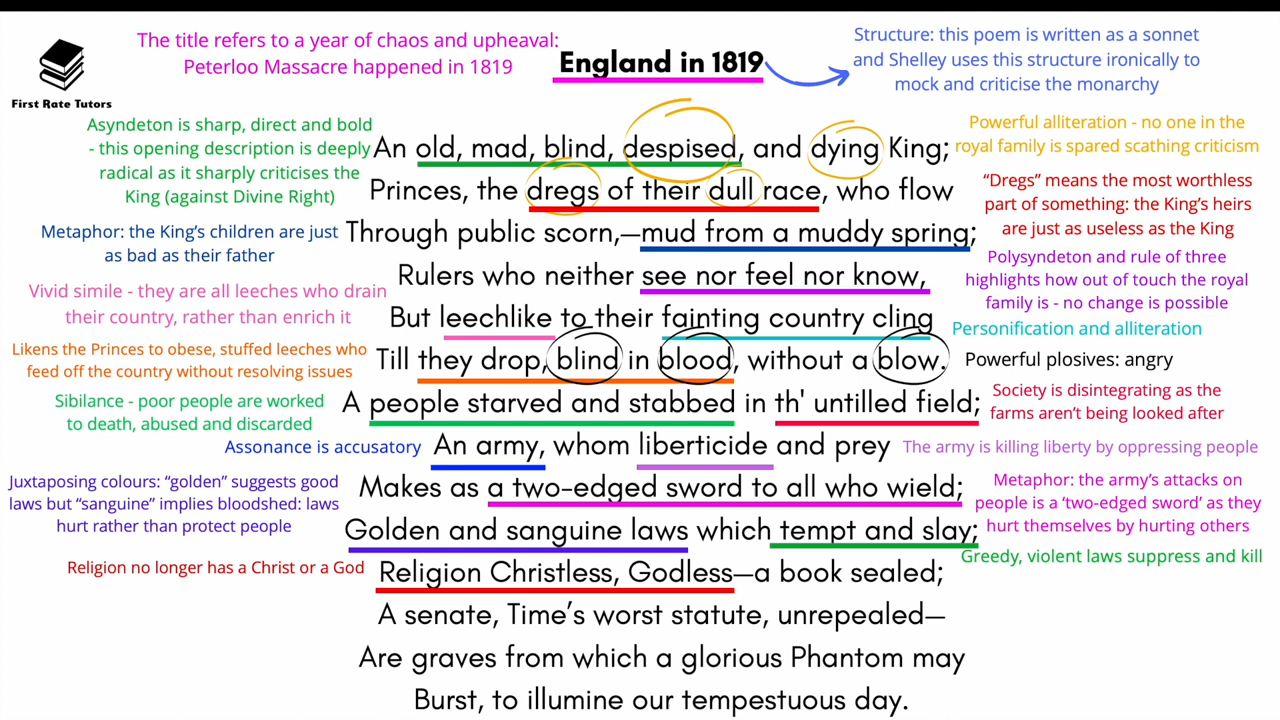 The title refers to a year of chaos and upheaval:
Peterloo Massacre happened in 1819
England in 1819
Structure: this poem is written as a sonnet
and Shelley uses this structure ironically to
mock and criticise the monarchy
First Rate Tutors
Asyndeton is sharp, direct and bold
- this opening description is deeply
radical as it sharply criticises the
King (against Divine Right)
An old, mad, blind, despised, and dying King;
Powerful alliteration - no one in the
royal family is spared scathing criticism
Princes, the dregs of their dull race, who flow
"Dregs" means the most worthless
part of something: the King's heirs
are just as useless as the King
Metaphor: the King's children are just
as bad as their father
Through public scorn,—mud from a muddy spring;
Polysyndeton and rule of three
highlights how out of touch the royal
family is - no change is possible
Rulers who neither see nor feel nor know,
Vivid simile - they are all leeches who drain
their country, rather than enrich it
But leechlike to their fainting country cling
Personification and alliteration
Likens the Princes to obese, stuffed leeches who
feed off the country without resolving issues
Till they drop, blind in blood, without a blow.
Powerful plosives: angry
Sibilance - poor people are worked
to death, abused and discarded
A people starved and stabbed in th' untilled field;
Society is disintegrating as the
farms aren't being looked after
Assonance is accusatory
An army, whom liberticide and prey
The army is killing liberty by oppressing people
Juxtaposing colours: "golden" suggests good
laws but "sanguine" implies bloodshed: laws
hurt rather than protect people
Makes as a two-edged sword to all who wield;
Metaphor: the army's attacks on
people is a 'two-edged sword' as they
hurt themselves by hurting others
Golden and sanguine laws which tempt and slay;
Greedy, violent laws suppress and kill
Religion no longer has a Christ or a God
Religion Christless, Godless—a book sealed;
A senate, Time's worst statute, unrepealed—
Are graves from which a glorious Phantom may
Burst, to illumine our tempestuous day.